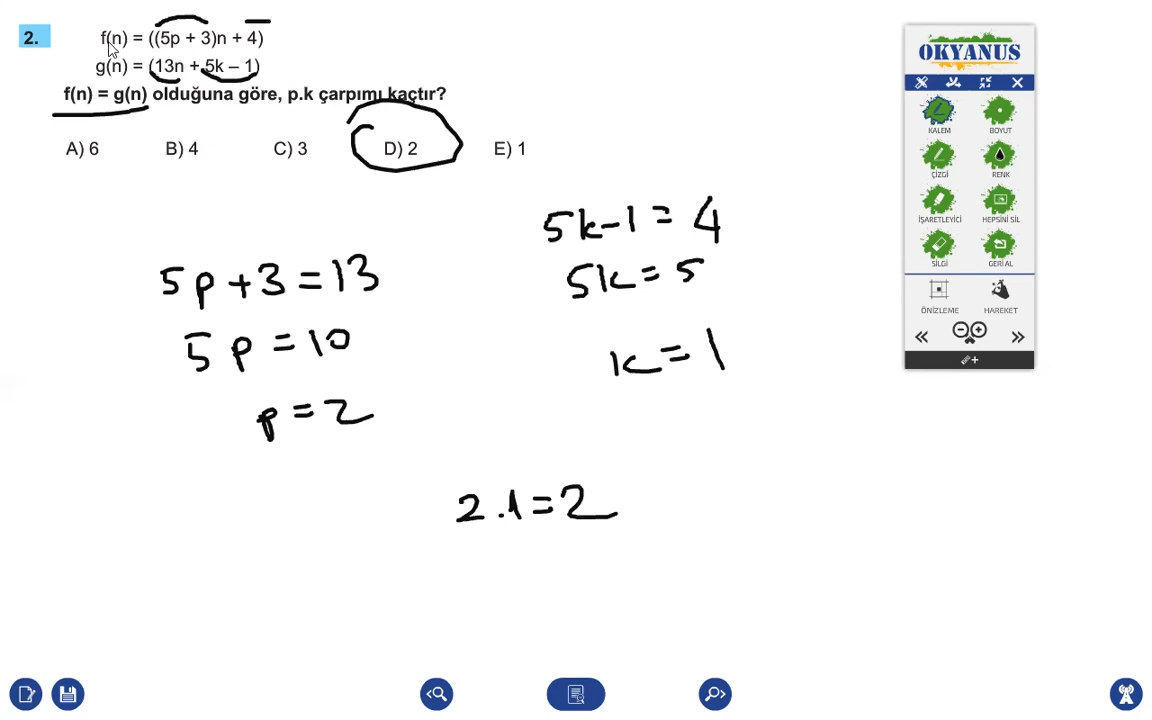 2.
f(n) = ((5p + 3)n + 4)
g(n) = (13n + 5k – 1)
f(n) = g(n) olduğuna göre, p.k çarpımı kaçtır?
A) 6 B) 4 C) 3 D) 2 E) 1
5k-1 = 4
5k = 5
k = 1
5p + 3 = 13
5p = 10
p = 2
2.1 = 2
OKYANUS
KALEM BOYUT
ÇİZGİ RENK
İŞARETLEYİCİ HEPSİNİ SİL
SİLGİ GERİ AL
ÖNİZLEME HAREKET